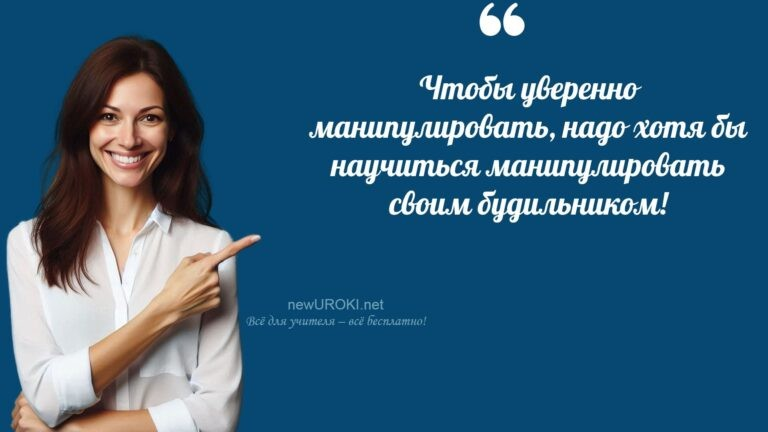 Чтобы уверенно
манипулировать, надо хотя бы
научиться манипулировать
своим будильником!
newUROKI.net
Всё для учителя – всё бесплатно!